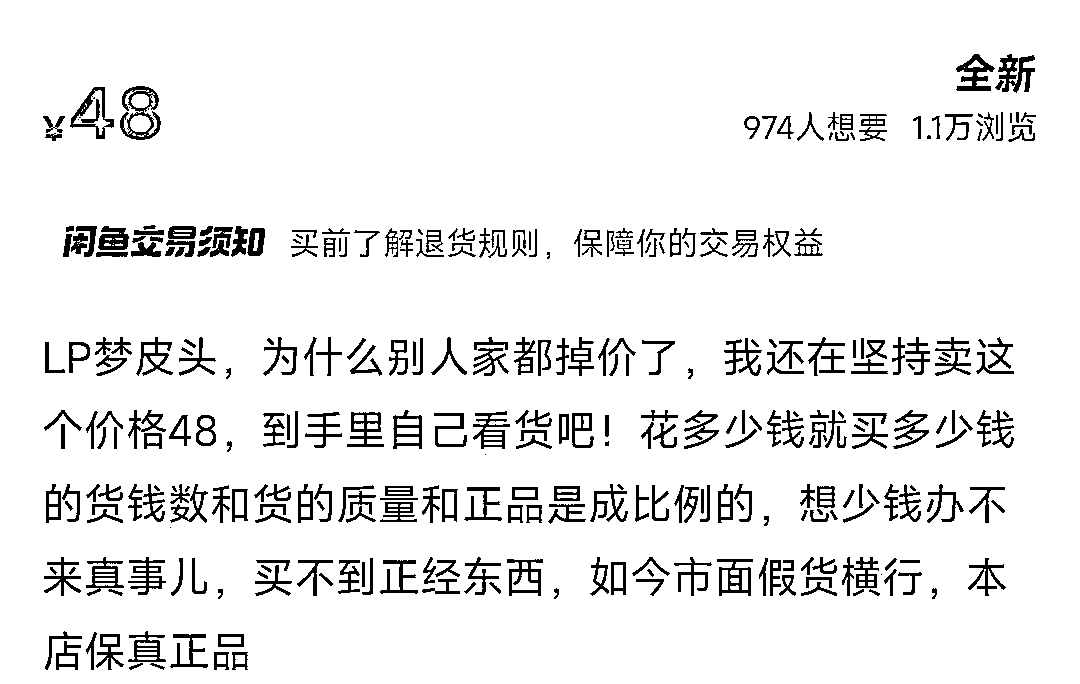 全新
¥48
974人想要 1.1万浏览
闲鱼交易须知 买前了解退货规则，保障你的交易权益
LP梦皮头，为什么别人家都掉价了，我还在坚持卖这
个价格48，到手里自己看货吧！花多少钱就买多少钱
的货钱数和货的质量和正品是成比例的，想少钱办不
来真事儿，买不到正经东西，如今市面假货横行，本
店保真正品